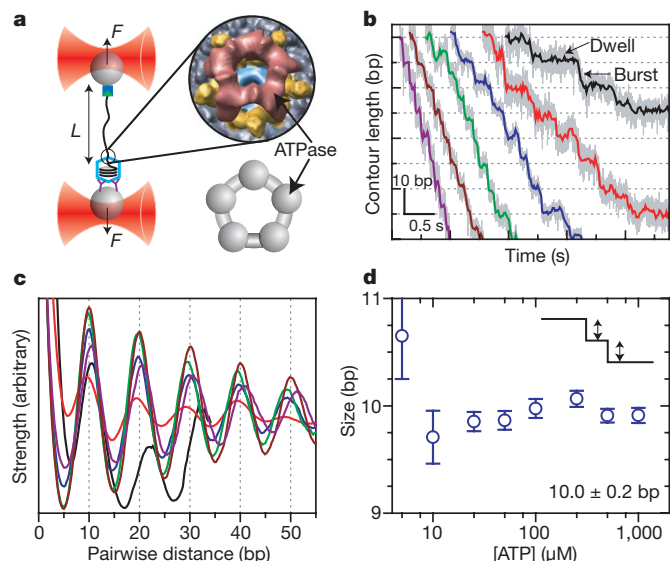 a
F
L
F
ATPase
b
Contour length (bp)
Dwell
Burst
10 bp
0.5 s
Time (s)
c
Strength (arbitrary)
0 10 20 30 40 50
Pairwise distance (bp)
d
Size (bp)
11
10
9
10.0 ± 0.2 bp
10 100 1,000
[ATP] (μM)